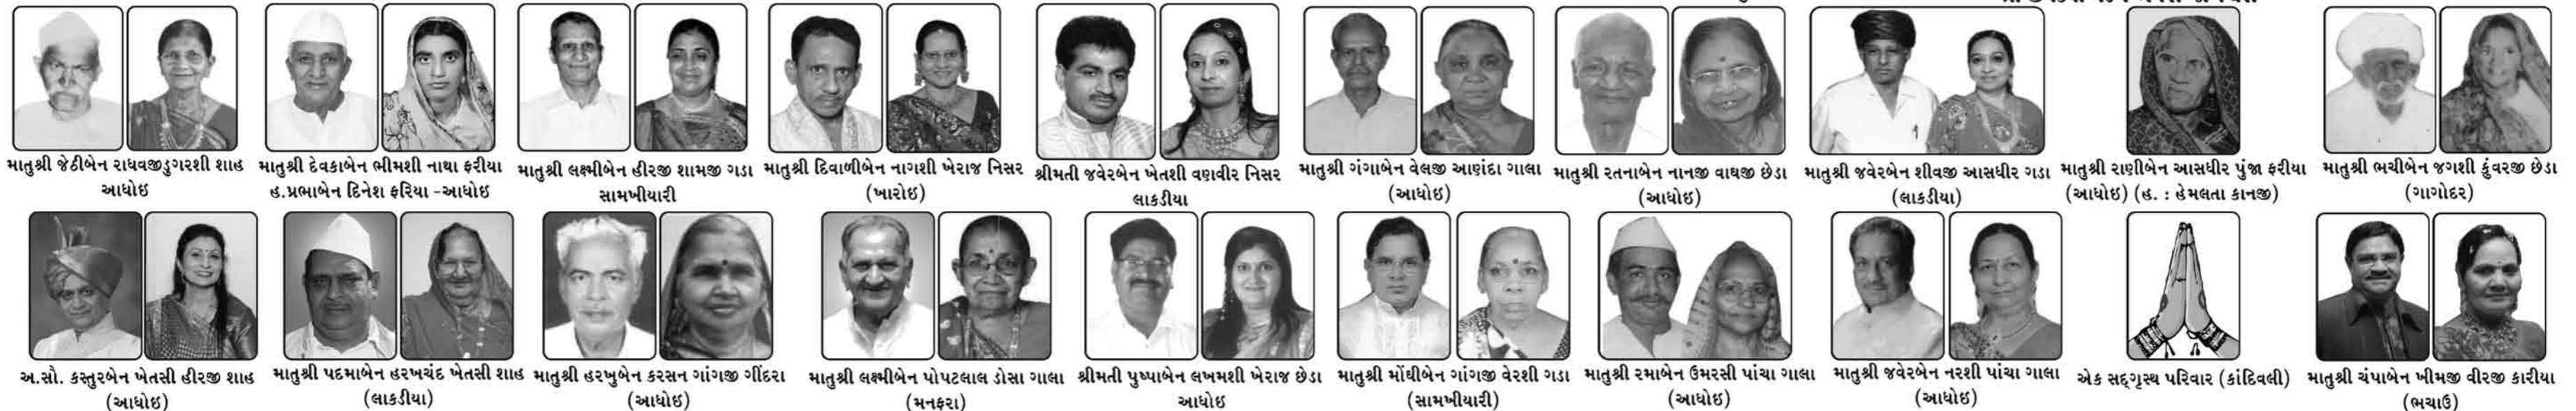 માતુશ્રી જેઠીબેન રાઘવજીડુગરશી શાહ
આધોઇ
માતુશ્રી દેવકાબેન ભીમશી નાથા ફરીયા
હ.પ્રભાબેન દિનેશ ફરિયા -આધોઇ
માતુશ્રી લક્ષ્મીબેન હીરજી શામજી ગડા
સામખીયારી
માતુશ્રી દિવાળીબેન નાગશી ખેરાજ નિસર
(ખારોઇ)
શ્રીમતી જવેરબેન ખેતશી વણવીર નિસર
લાકડીયા
માતુશ્રી ગંગાબેન વેલજી આણંદા ગાલા
(આધોઇ)
માતુશ્રી રતનાબેન નાનજી વાઘજી છેડા
(આધોઇ)
માતુશ્રી જવેરબેન શીવજી આસધીર ગડા
(લાકડીયા)
માતુશ્રી રાણીબેન આસધીર પુંજા ફરીયા
(આધોઇ) (હ. : હેમલતા કાનજી)
માતુશ્રી ભચીબેન જગશી કુંવરજી છેડા
(ગાગોદર)
અ.સૌ. કસ્તુરબેન ખેતસી હીરજી શાહ
(આધોઇ)
માતુશ્રી પદમાબેન હરખચંદ ખેતસી શાહ
(લાકડીયા)
માતુશ્રી હરખુબેન કરસન ગાંગજી ગીંદરા
(આધોઇ)
માતુશ્રી લક્ષ્મીબેન પોપટલાલ ડોસા ગાલા
(મનફરા)
શ્રીમતી પુષ્પાબેન લખમશી ખેરાજ છેડા
આધોઇ
માતુશ્રી મોંઘીબેન ગાંગજી વેરશી ગડા
(સામખીયારી)
માતુશ્રી રમાબેન ઉમરસી પાંચા ગાલા
(આધોઇ)
માતુશ્રી જવેરબેન નરશી પાંચા ગાલા
(આધોઇ)
એક સદ્‌ગૃસ્થ પરિવાર (કાંદિવલી)
માતુશ્રી ચંપાબેન ખીમજી વીરજી કારીયા
(ભચાઉ)